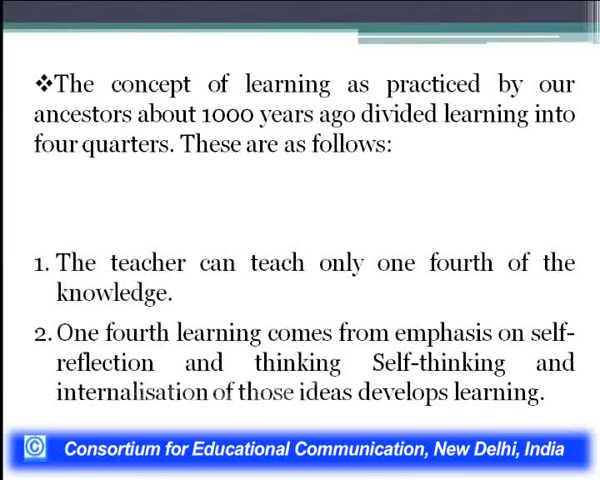 ❖The concept of learning as practiced by our
ancestors about 1000 years ago divided learning into
four quarters. These are as follows:
1. The teacher can teach only one fourth of the
knowledge.
2. One fourth learning comes from emphasis on self-
reflection and thinking Self-thinking and
internalisation of those ideas develops learning.
© Consortium for Educational Communication, New Delhi, India